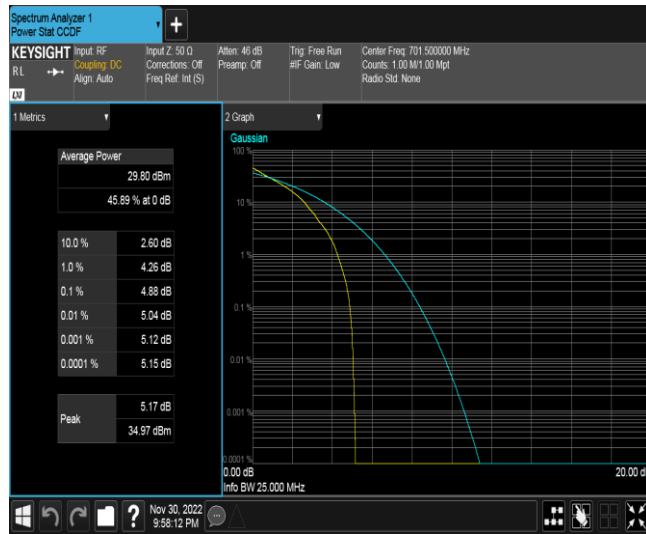 Spectrum Analyzer 1
Power Stat CCDF
KEYSIGHT
RL
LXI
Input: RF
Coupling: DC
Align: Auto
Input Z: 50 Ω
Corrections: Off
Freq Ref: Int (S)
Atten: 46 dB
Preamp: Off
Trig: Free Run
#IF Gain: Low
Center Freq: 701.500000 MHz
Counts: 1.00 M/1.00 Mpt
Radio Std: None
1 Metrics
Average Power
29.80 dBm
45.89 % at 0 dB
10.0 % 2.60 dB
1.0 % 4.26 dB
0.1 % 4.88 dB
0.01 % 5.04 dB
0.001 % 5.12 dB
0.0001 % 5.15 dB
Peak
5.17 dB
34.97 dBm
2 Graph
Gaussian
100 %
10 %
1 %
0.1 %
0.01 %
0.001 %
0.0001 %
0.00 dB
20.00 d
Info BW 25.000 MHz
?
Nov 30, 2022
9:58:12 PM